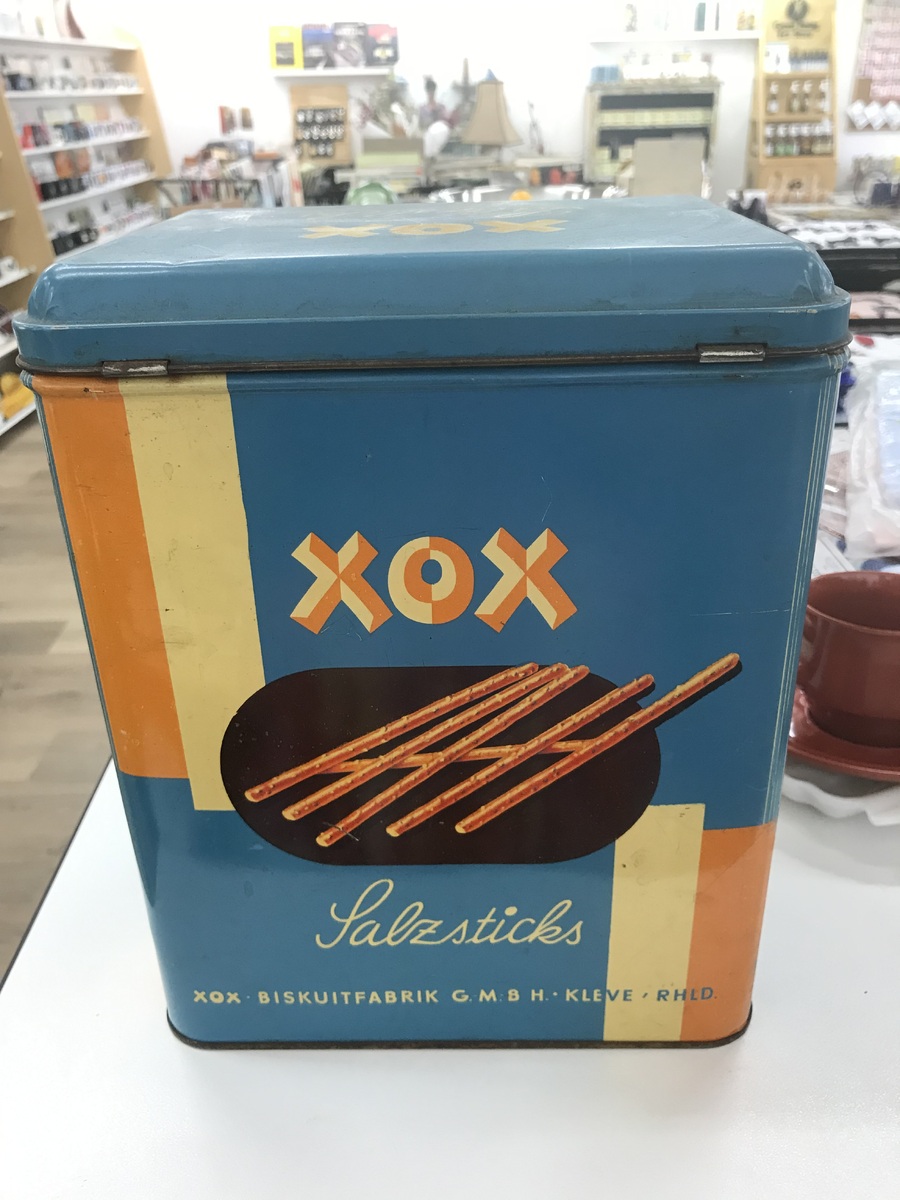 XOX
XOX
Salzsticks
XOX · BISKUITFABRIK G.M.B H. · KLEVE / RHLD.